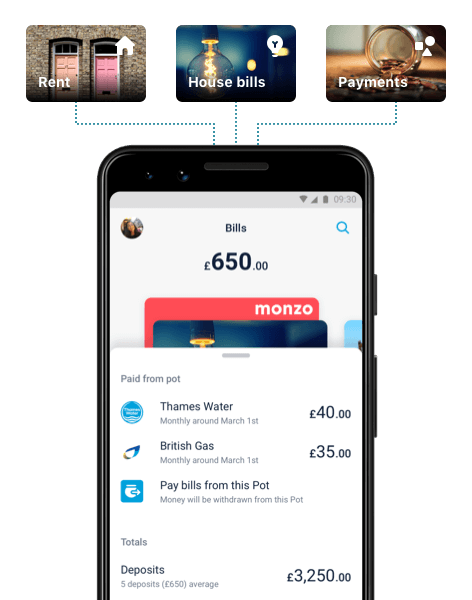 Rent
House bills
Payments
09:30
Bills
£650.00
monzo
Paid from pot
Thames Water
Thames Water
£40.00
Monthly around March 1st
British Gas
£35.00
Monthly around March 1st
Pay bills from this Pot
Money will be withdrawn from this Pot
Totals
Deposits
£3,250.00
5 deposits (£650) average